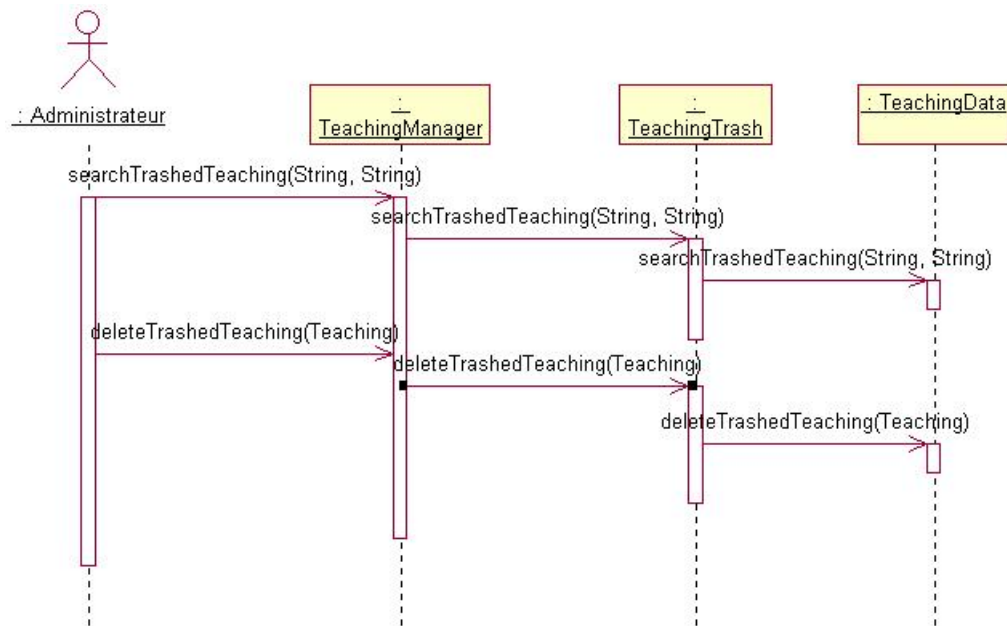 : Administrateur
:
TeachingManager
:
TeachingTrash
: TeachingData
searchTrashedTeaching(String, String)
searchTrashedTeaching(String, String)
searchTrashedTeaching(String, String)
deleteTrashedTeaching(Teaching)
deleteTrashedTeaching(Teaching)
deleteTrashedTeaching(Teaching)